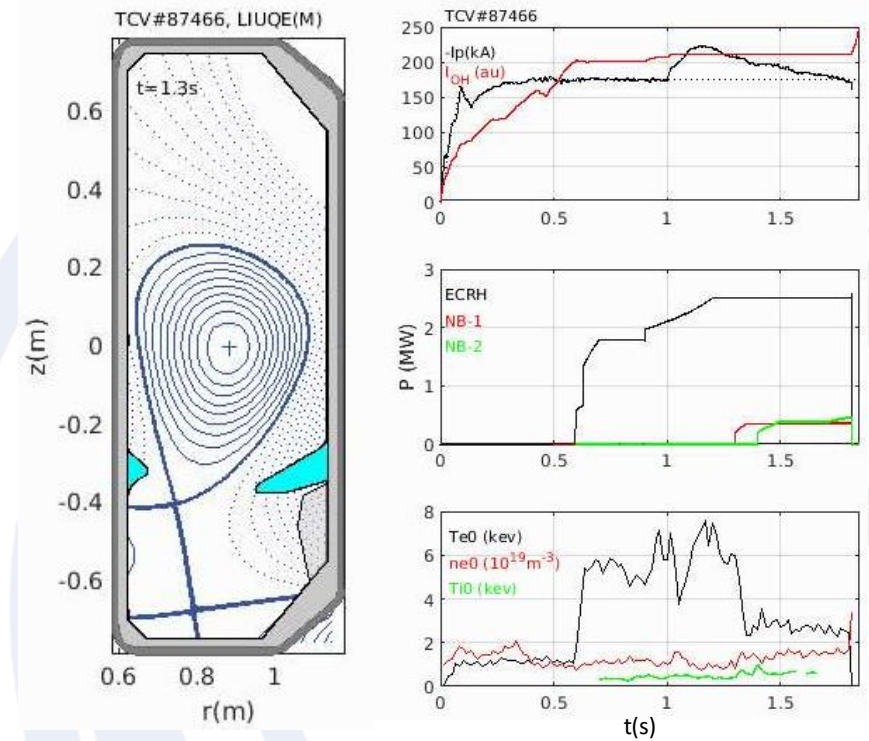 TCV#87466, LIUQE(M)
t=1.3s
0.6
0.4
0.2
0
-0.2
-0.4
-0.6
z(m)
0.6 0.8 1
r(m)
TCV#87466
-Ip(kA)
I_OH (au)
250
200
150
100
50
0
0 0.5 1 1.5
ECRH
NB-1
NB-2
P (MW)
3
2
1
0
0 0.5 1 1.5
Te0 (kev)
ne0 (10^19m^-3)
TI0 (kev)
8
6
4
2
0
0 0.5 1 1.5
t(s)